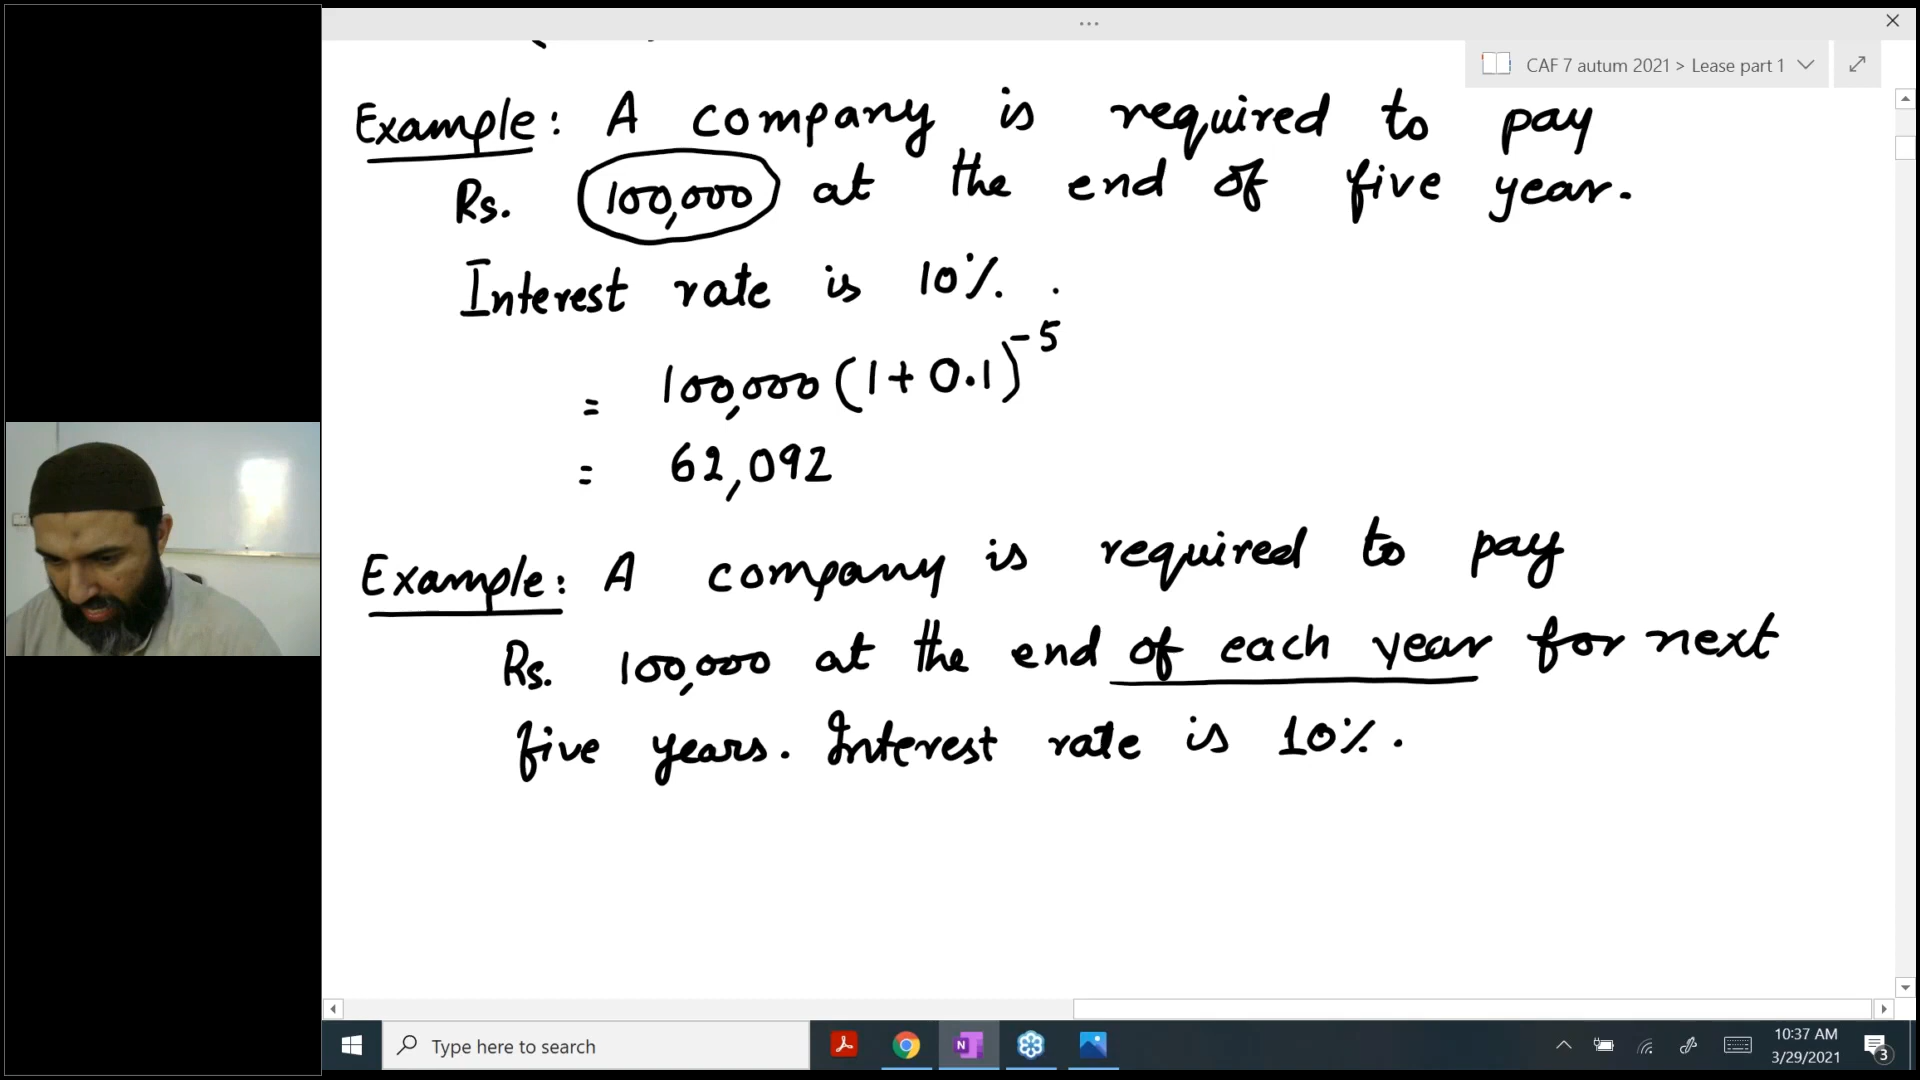 CAF 7 autum 2021 > Lease part 1
Example: A company is required to pay
Rs. 100,000 at the end of five year.
Interest rate is 10%.
= 100,000 (1+0.1)^-5
= 62,092
Example: A company is required to pay
Rs. 100,000 at the end of each year for next
five years. Interest rate is 10%.
Type here to search
N
10:37 AM
3/29/2021
3